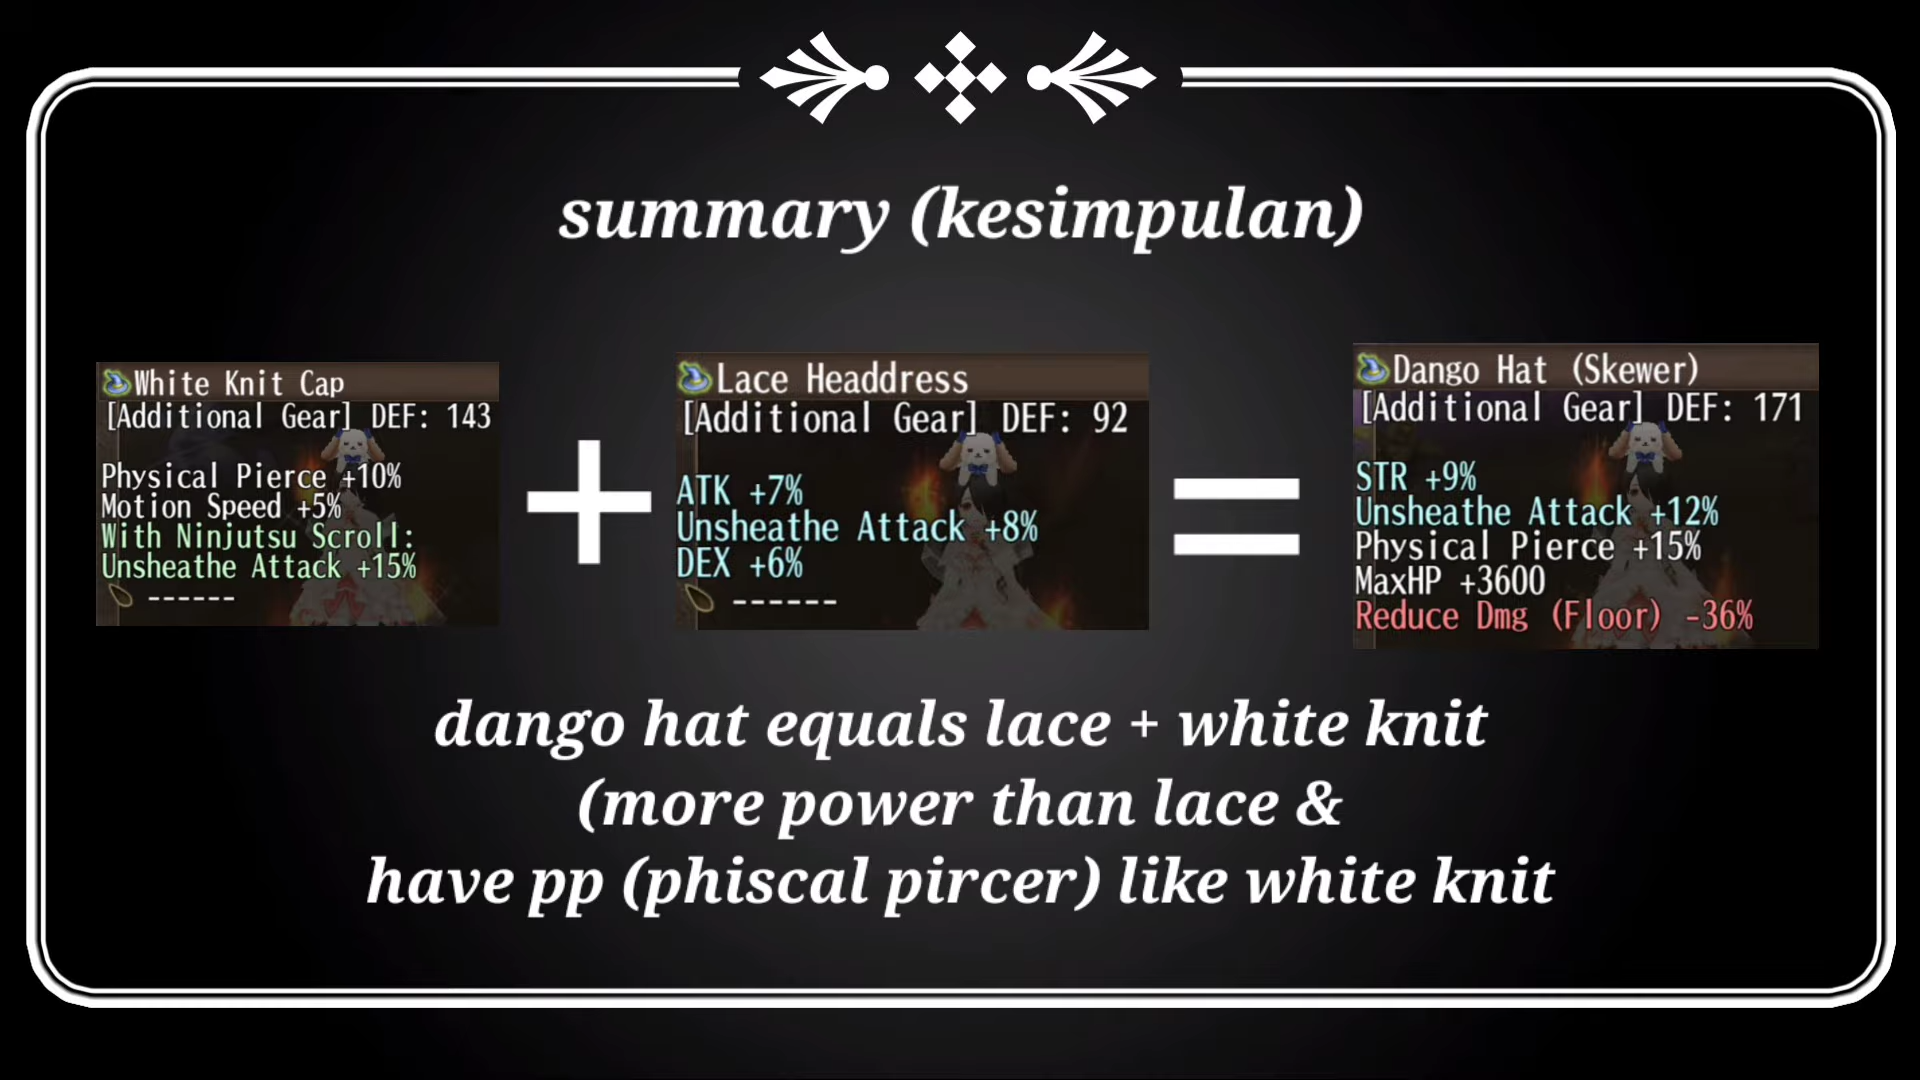 summary (kesimpulan)
White Knit Cap
[Additional Gear] DEF: 143
Physical Pierce +10%
Motion Speed +5%
With Ninjutsu Scroll:
Unsheathe Attack +15%
------
+
Lace Headdress
[Additional Gear] DEF: 92
ATK +7%
Unsheathe Attack +8%
DEX +6%
------
=
Dango Hat (Skewer)
[Additional Gear] DEF: 171
STR +9%
Unsheathe Attack +12%
Physical Pierce +15%
MaxHP +3600
Reduce Dmg (Floor) -36%
dango hat equals lace + white knit
(more power than lace &
have pp (phiscal pircer) like white knit